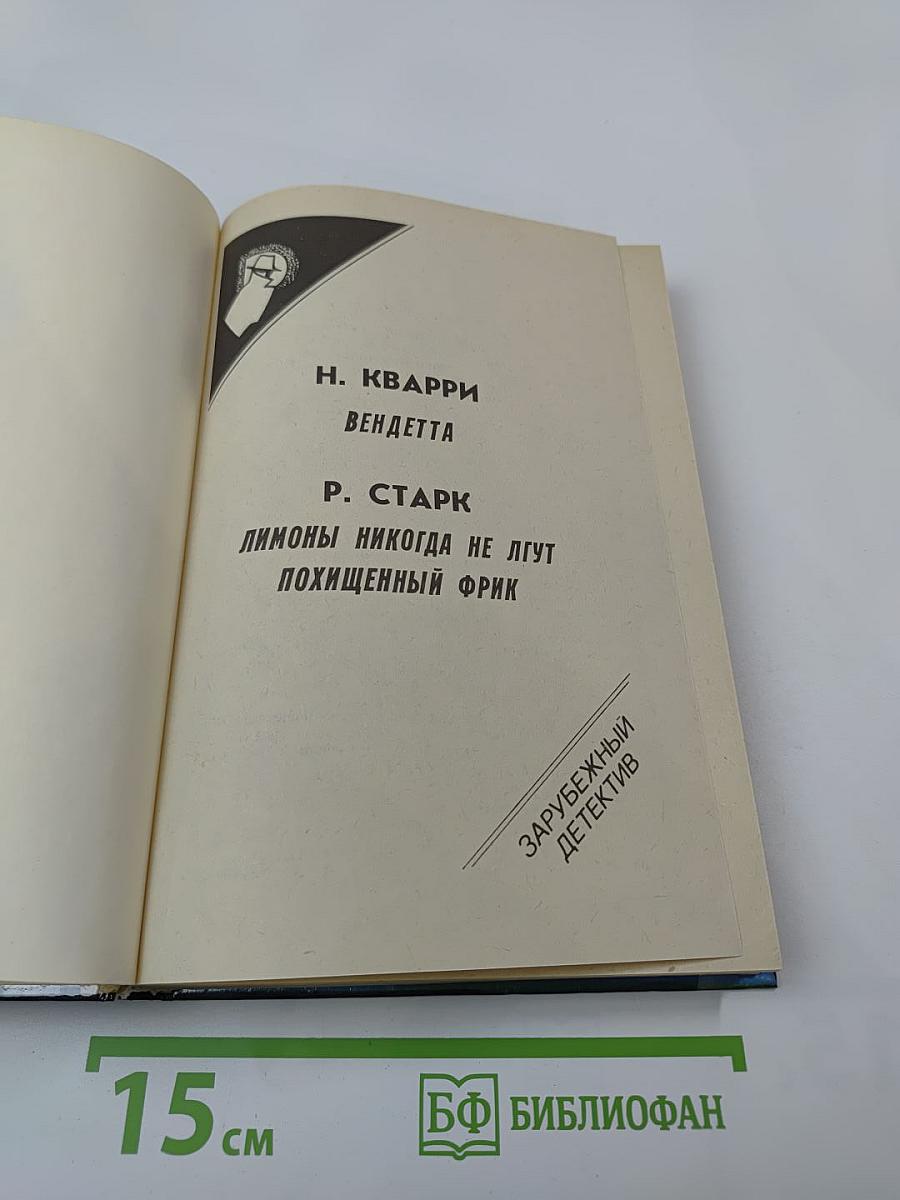 Н. КВАРРИ
ВЕНДЕТТА
Р. СТАРК
ЛИМОНЫ НИКОГДА НЕ ЛГУТ
ПОХИЩЕННЫЙ ФРИК
ЗАРУБЕЖНЫЙ
ДЕТЕКТИВ
15 см
БФ БИБЛИОФАН